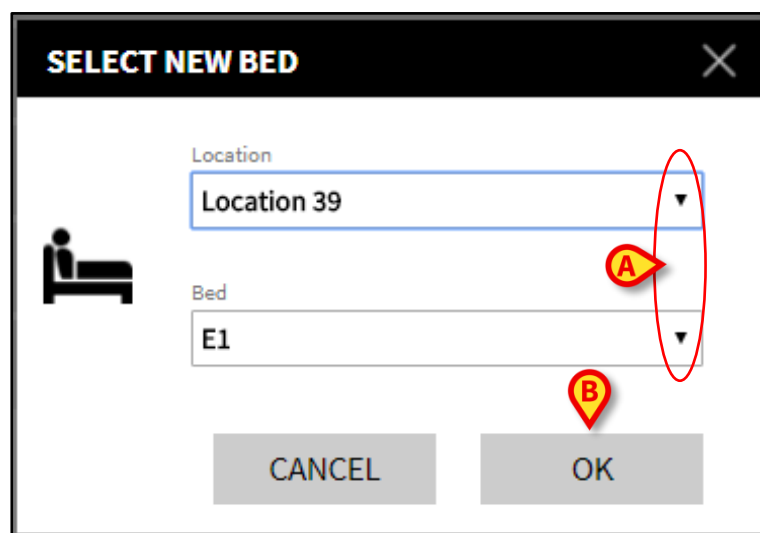 SELECT NEW BED
Location
Location 39
A
Bed
E1
B
CANCEL OK